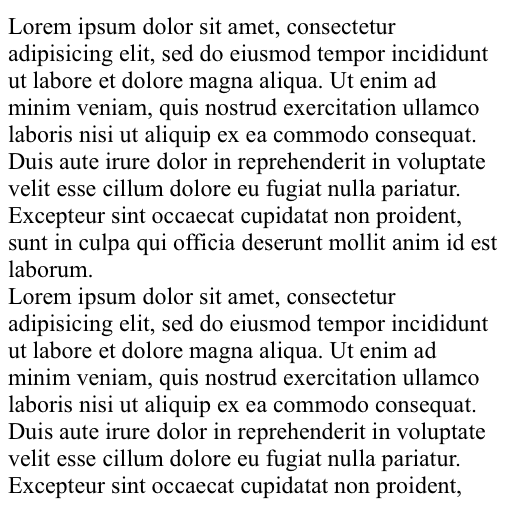 Lorem ipsum dolor sit amet, consectetur
adipisicing elit, sed do eiusmod tempor incididunt
ut labore et dolore magna aliqua. Ut enim ad
minim veniam, quis nostrud exercitation ullamco
laboris nisi ut aliquip ex ea commodo consequat.
Duis aute irure dolor in reprehenderit in voluptate
velit esse cillum dolore eu fugiat nulla pariatur.
Excepteur sint occaecat cupidatat non proident,
sunt in culpa qui officia deserunt mollit anim id est
laborum.
Lorem ipsum dolor sit amet, consectetur
adipisicing elit, sed do eiusmod tempor incididunt
ut labore et dolore magna aliqua. Ut enim ad
minim veniam, quis nostrud exercitation ullamco
laboris nisi ut aliquip ex ea commodo consequat.
Duis aute irure dolor in reprehenderit in voluptate
velit esse cillum dolore eu fugiat nulla pariatur.
Excepteur sint occaecat cupidatat non proident,